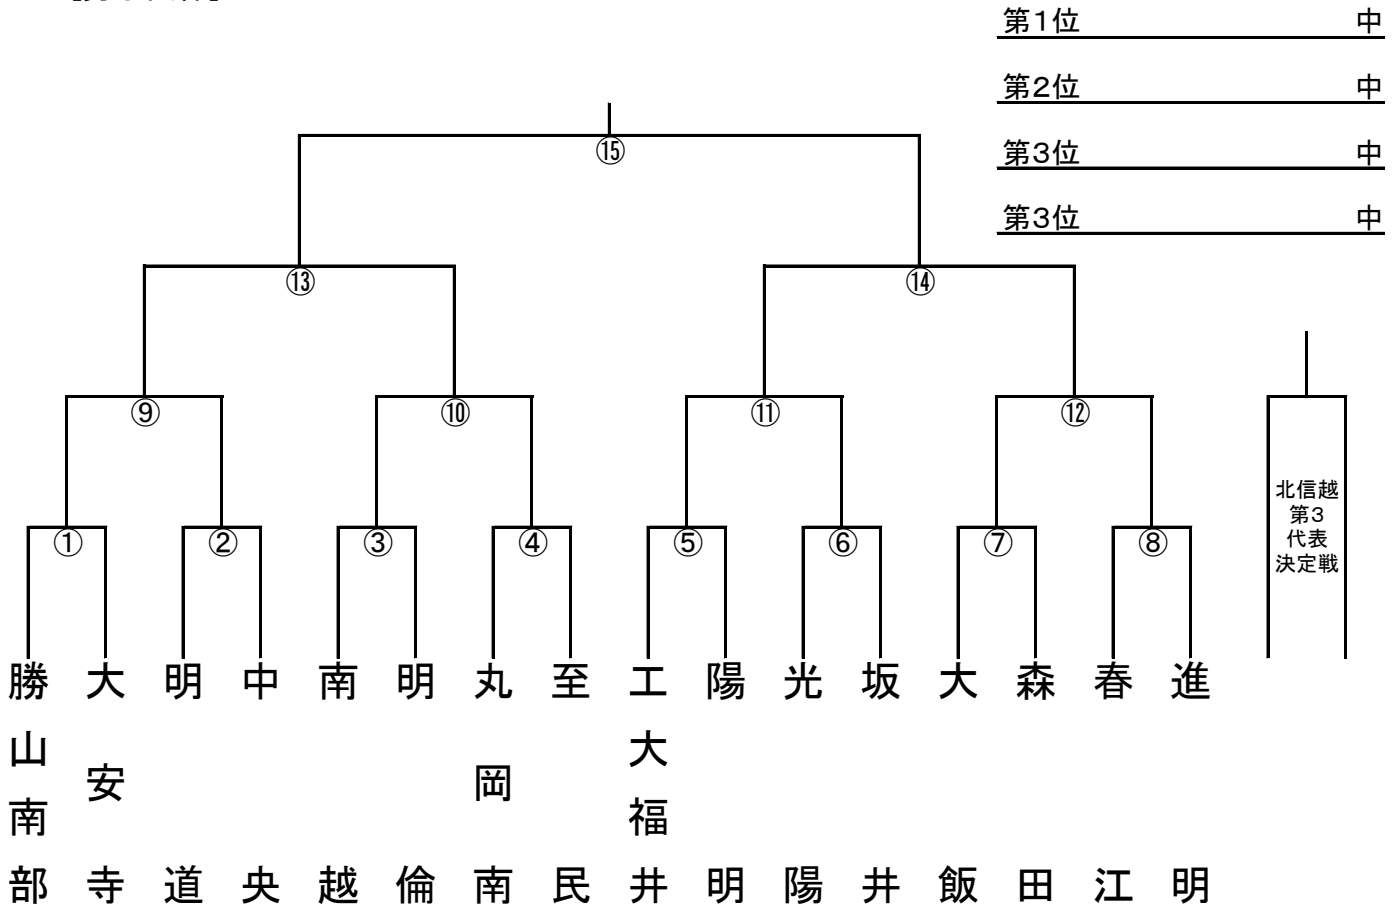 第1位 中
第2位 中
第3位 中
第3位 中
⑮
⑬ ⑭
⑨ ⑩ ⑪ ⑫
① ② ③ ④ ⑤ ⑥ ⑦ ⑧
北信越
第3
代表
決定戦
勝山南部
大安寺
明道
中央
南越
明倫
丸岡南
至民
工大福井
陽明
光陽
坂井
大飯
森田
春江
進明